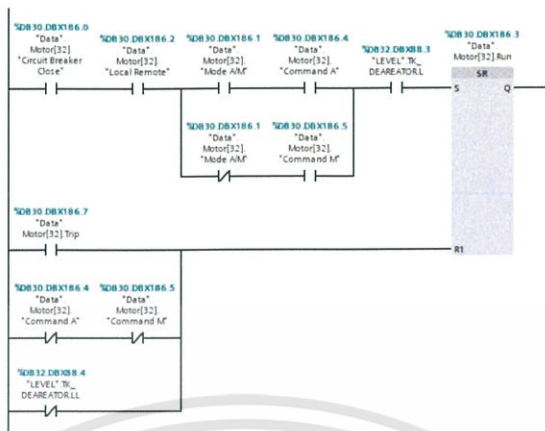 %DB30.DBX186.0
"Data".
Motor[32].
"Circuit Breaker
Close"
%DB30.DBX186.2
"Data".
Motor[32].
"Local Remote"
%DB30.DBX186.1
"Data".
Motor[32].
"Mode A/M"
%DB30.DBX186.4
"Data".
Motor[32].
"Command A"
%DB32.DBX88.3
"LEVEL".TK_
DEAREATOR.L
%DB30.DBX186.3
"Data".
Motor[32].Run
SR
S
Q
%DB30.DBX186.1
"Data".
Motor[32].
"Mode A/M"
%DB30.DBX186.5
"Data".
Motor[32].
"Command M"
%DB30.DBX186.7
"Data".
Motor[32].Trip
R1
%DB30.DBX186.4
"Data".
Motor[32].
"Command A"
%DB30.DBX186.5
"Data".
Motor[32].
"Command M"
%DB32.DBX88.4
"LEVEL".TK_
DEAREATOR.LL